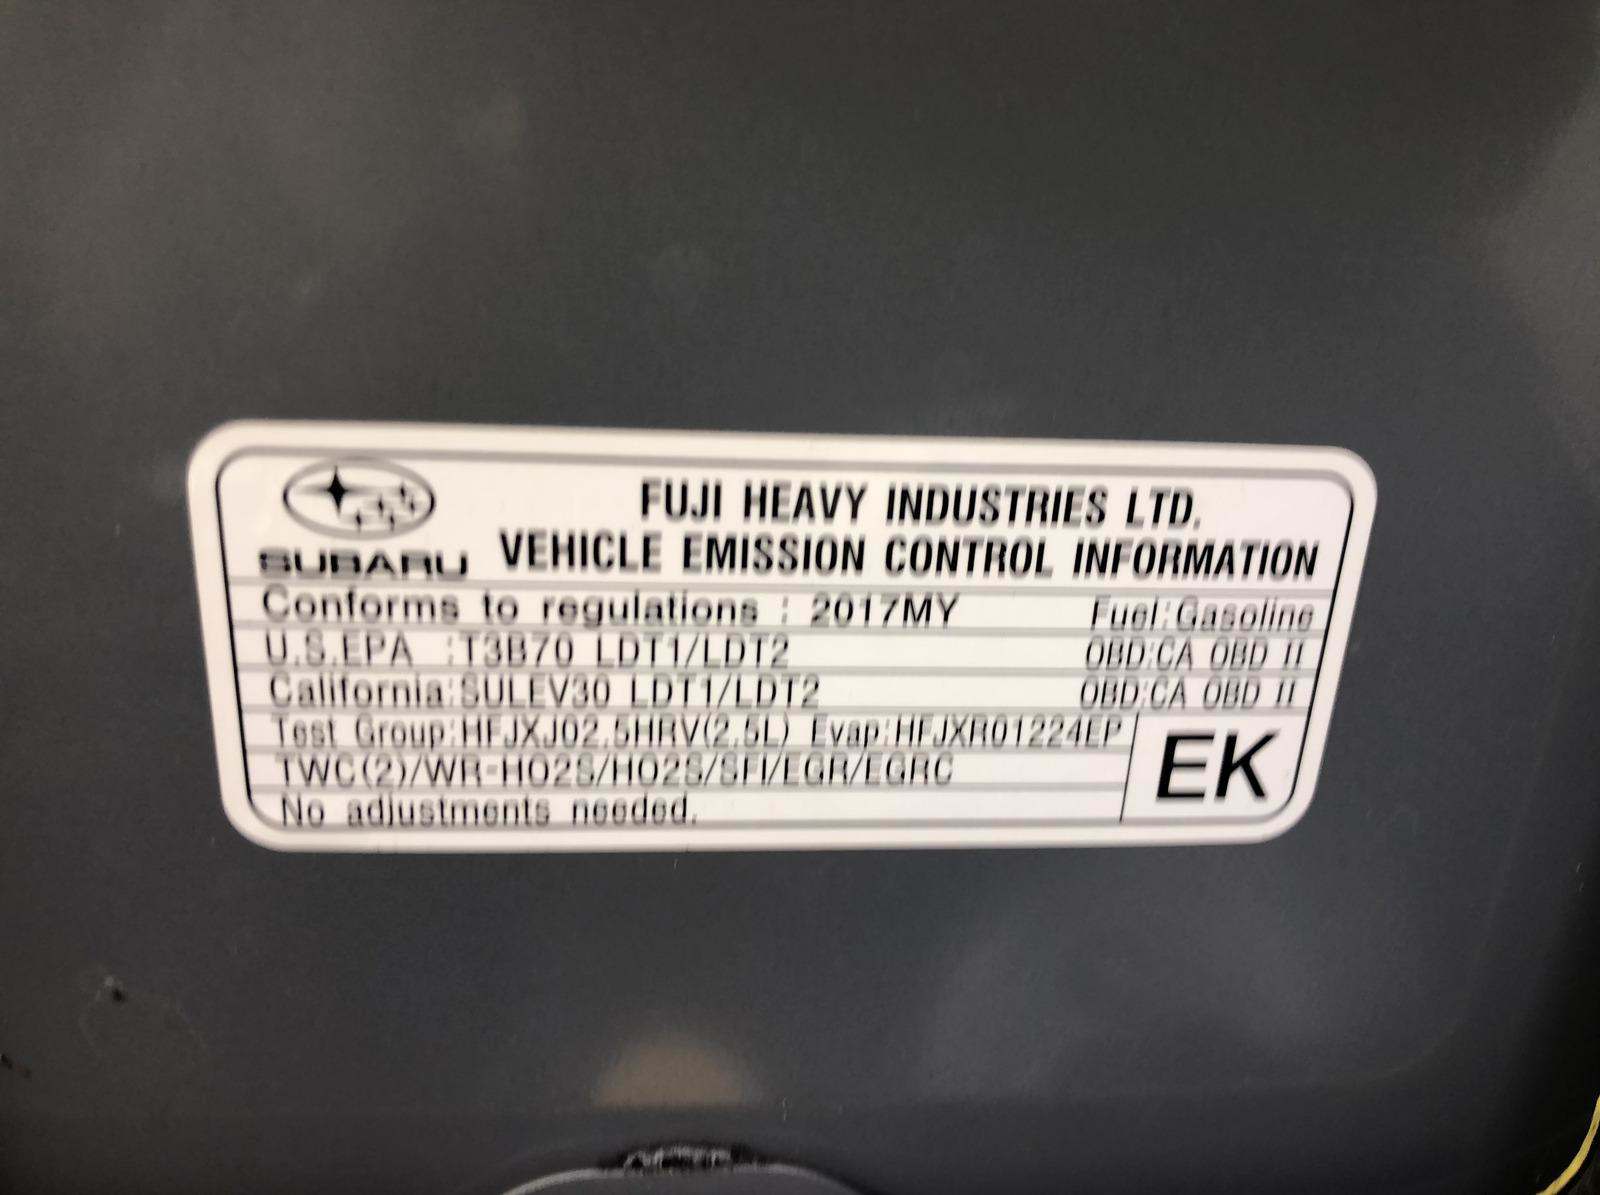 FUJI HEAVY INDUSTRIES LTD.
SUBARU VEHICLE EMISSION CONTROL INFORMATION
Conforms to regulations : 2017MY Fuel:Gasoline
U.S.EPA :T3B70 LDT1/LDT2 OBD:CA OBD II
California:SULEV30 LDT1/LDT2 OBD:CA OBD II
Test Group:HFJXJ02.5HRV(2.5L) Evap:HFJXR01224EP
TWC(2)/WR-HO2S/HO2S/SFI/EGR/EGRC
No adjustments needed.
EK